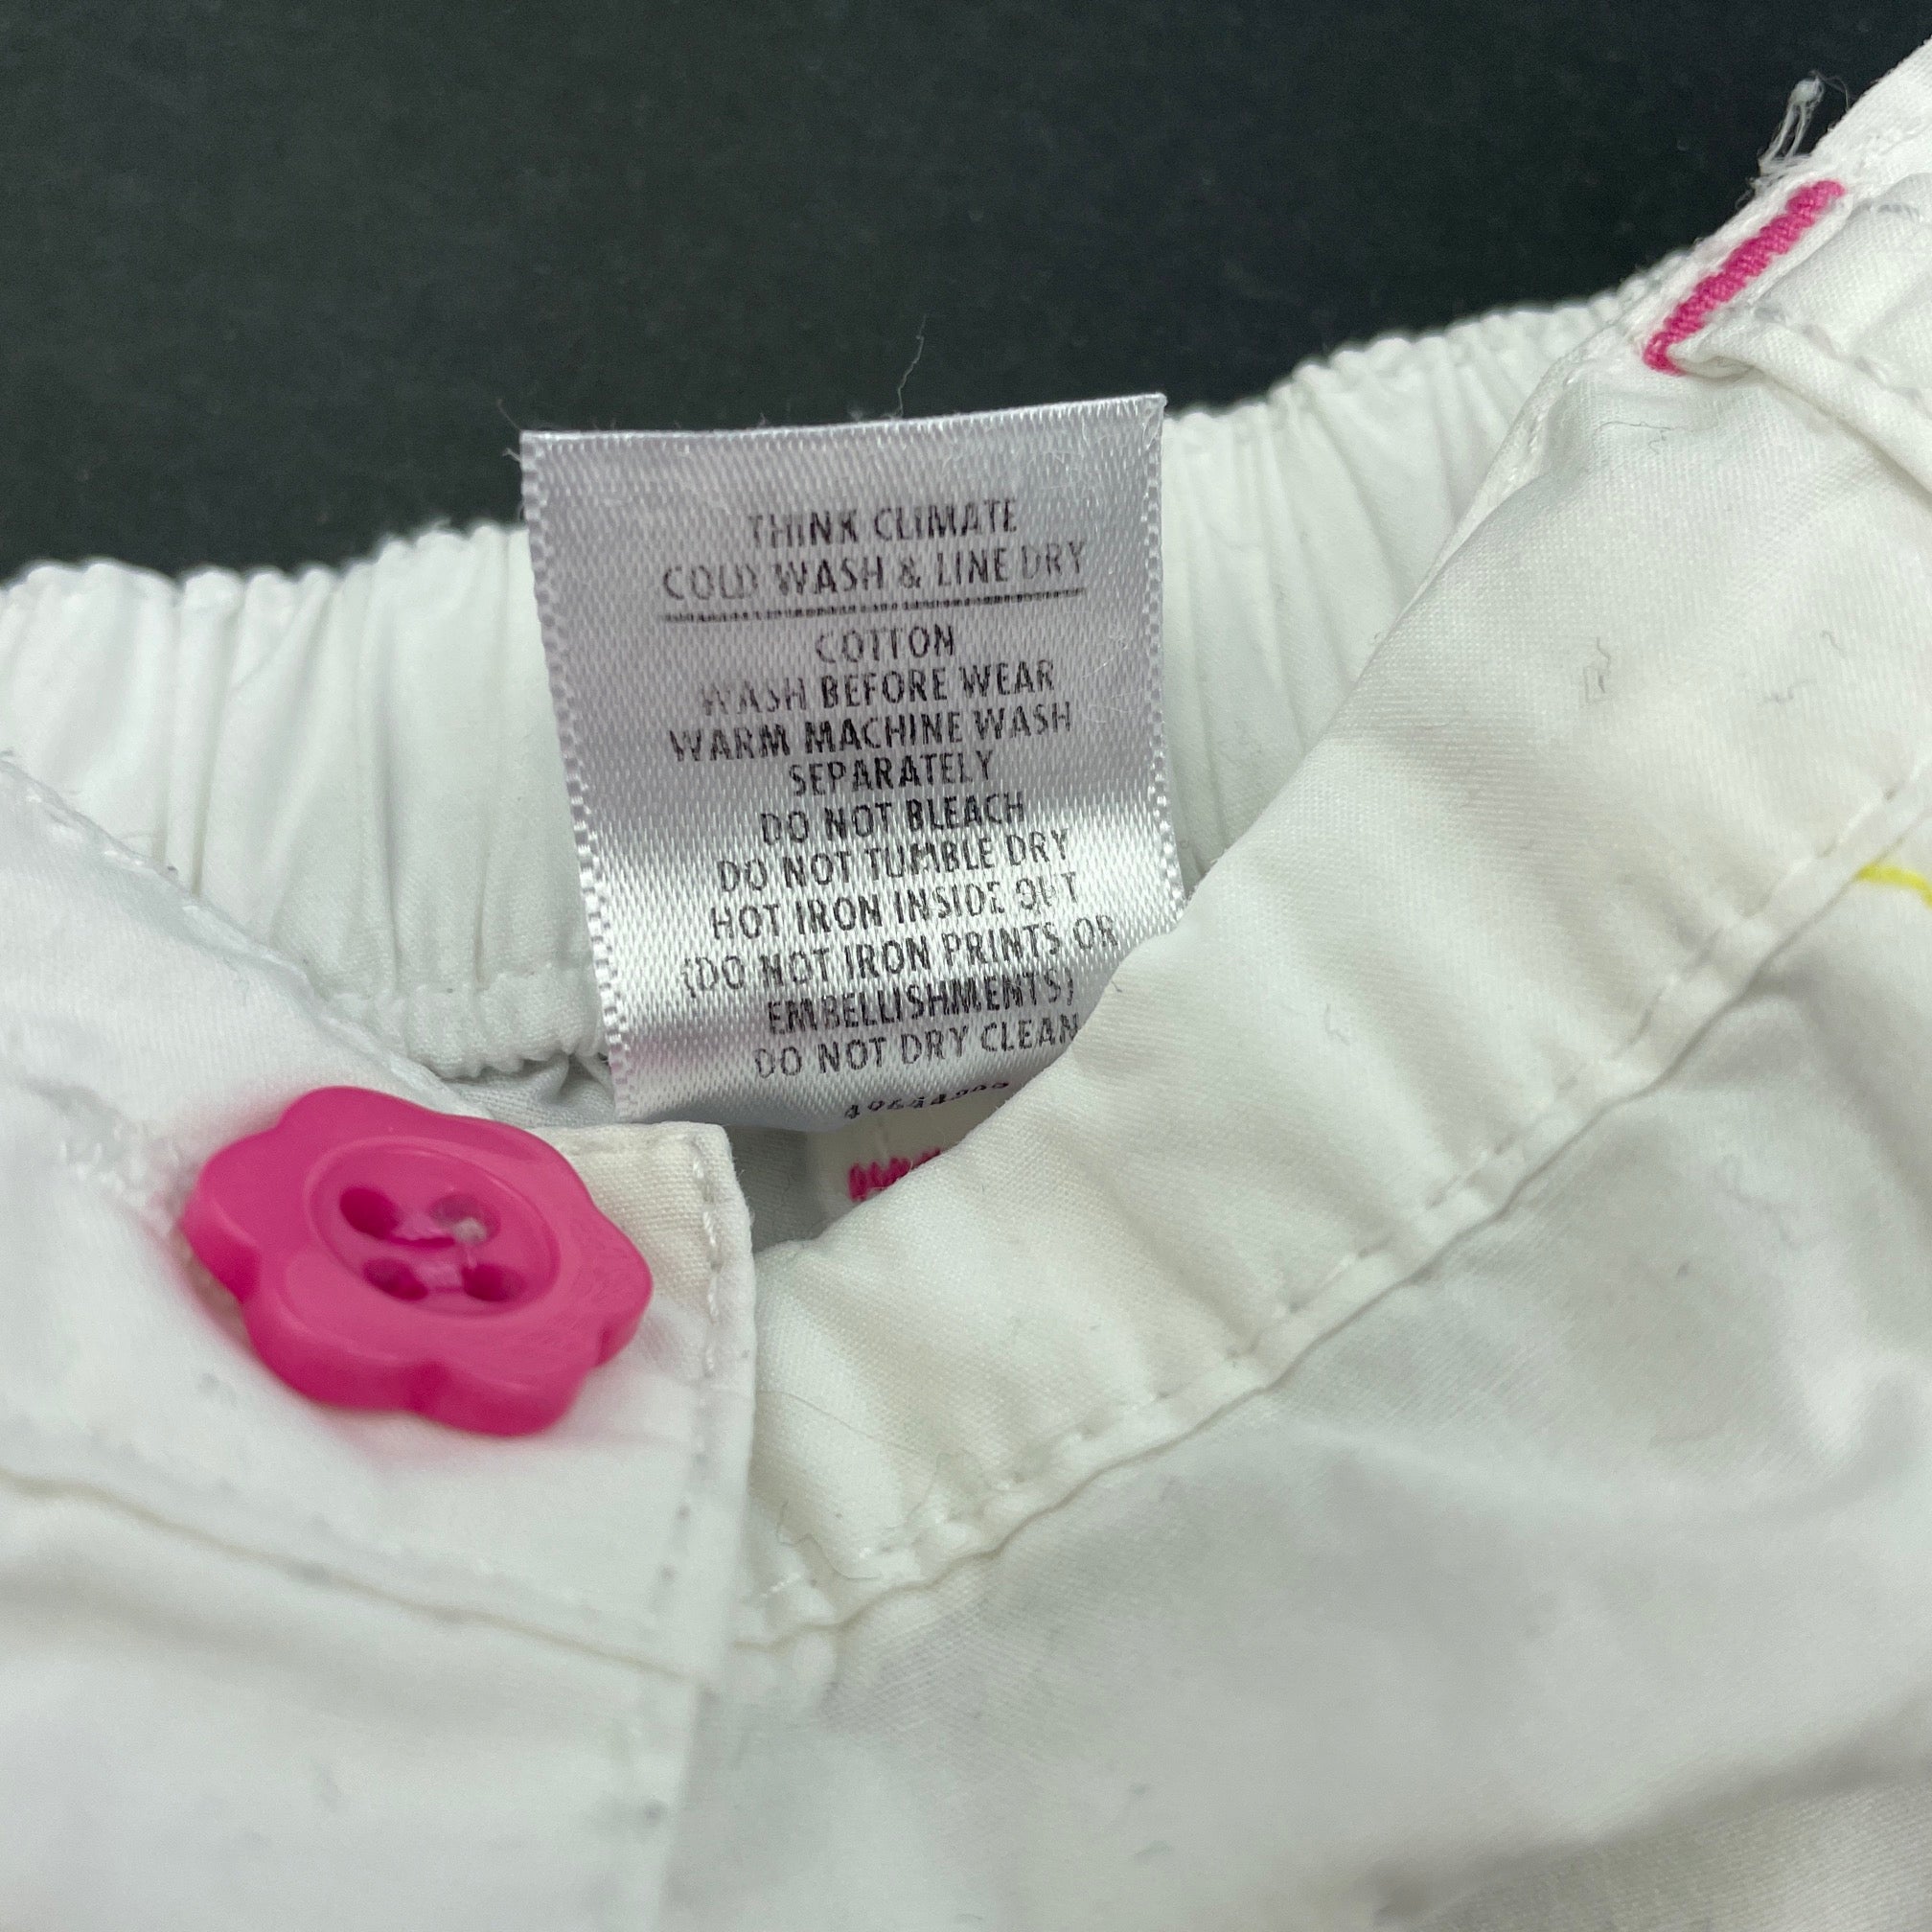 THINK CLIMATE
COLD WASH & LINE DRY
COTTON
WASH BEFORE WEAR
WARM MACHINE WASH
SEPARATELY
DO NOT BLEACH
DO NOT TUMBLE DRY
HOT IRON INSIDE OUT
(DO NOT IRON PRINTS OR
EMBELLISHMENTS)
DO NOT DRY CLEAN